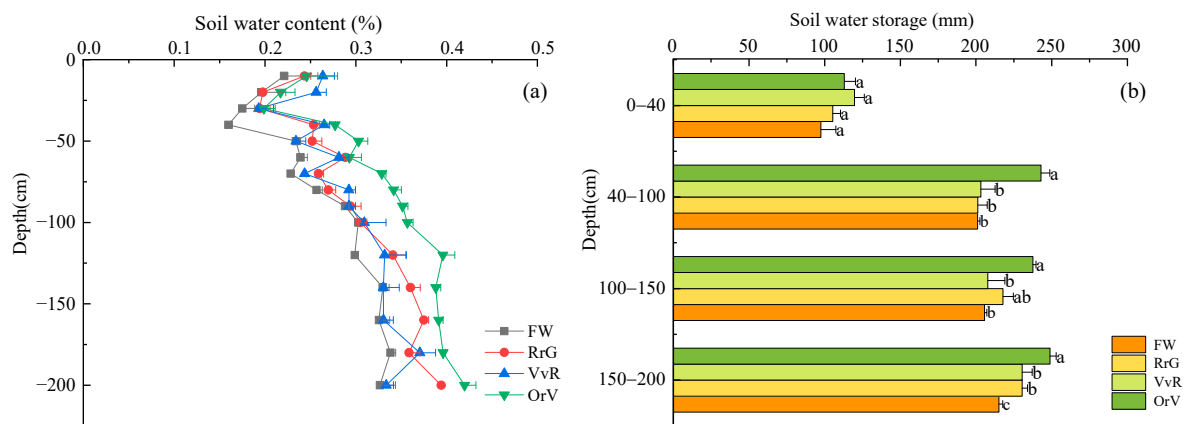 Soil water content (%)
0.0 0.1 0.2 0.3 0.4 0.5
0
−50
−100
−150
−200
Depth(cm)
(a)
FW
RrG
VvR
OrV
Soil water storage (mm)
0 50 100 150 200 250 300
Depth(cm)
(b)
0–40
a
a
a
a
40–100
a
b
b
b
100–150
a
b
ab
b
150–200
a
b
b
c
FW
RrG
VvR
OrV